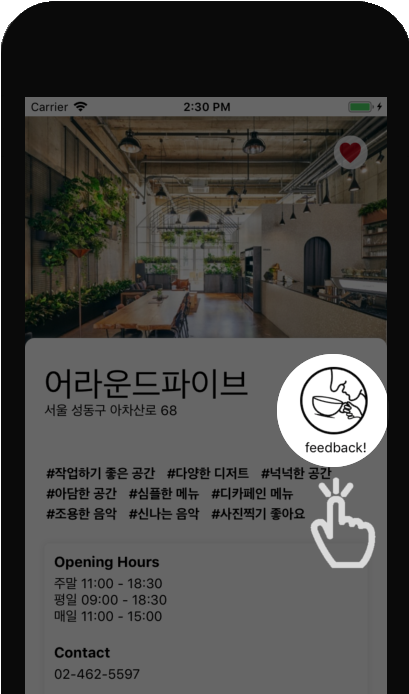 Carrier 2:30 PM
어라운드파이브
서울 성동구 아차산로 68
feedback!
#작업하기 좋은 공간 #다양한 디저트 #넉넉한 공간
#아담한 공간 #심플한 메뉴 #디카페인 메뉴
#조용한 음악 #신나는 음악 #사진찍기 좋아요
Opening Hours
주말 11:00 - 18:30
평일 09:00 - 18:30
매일 11:00 - 15:00
Contact
02-462-5597